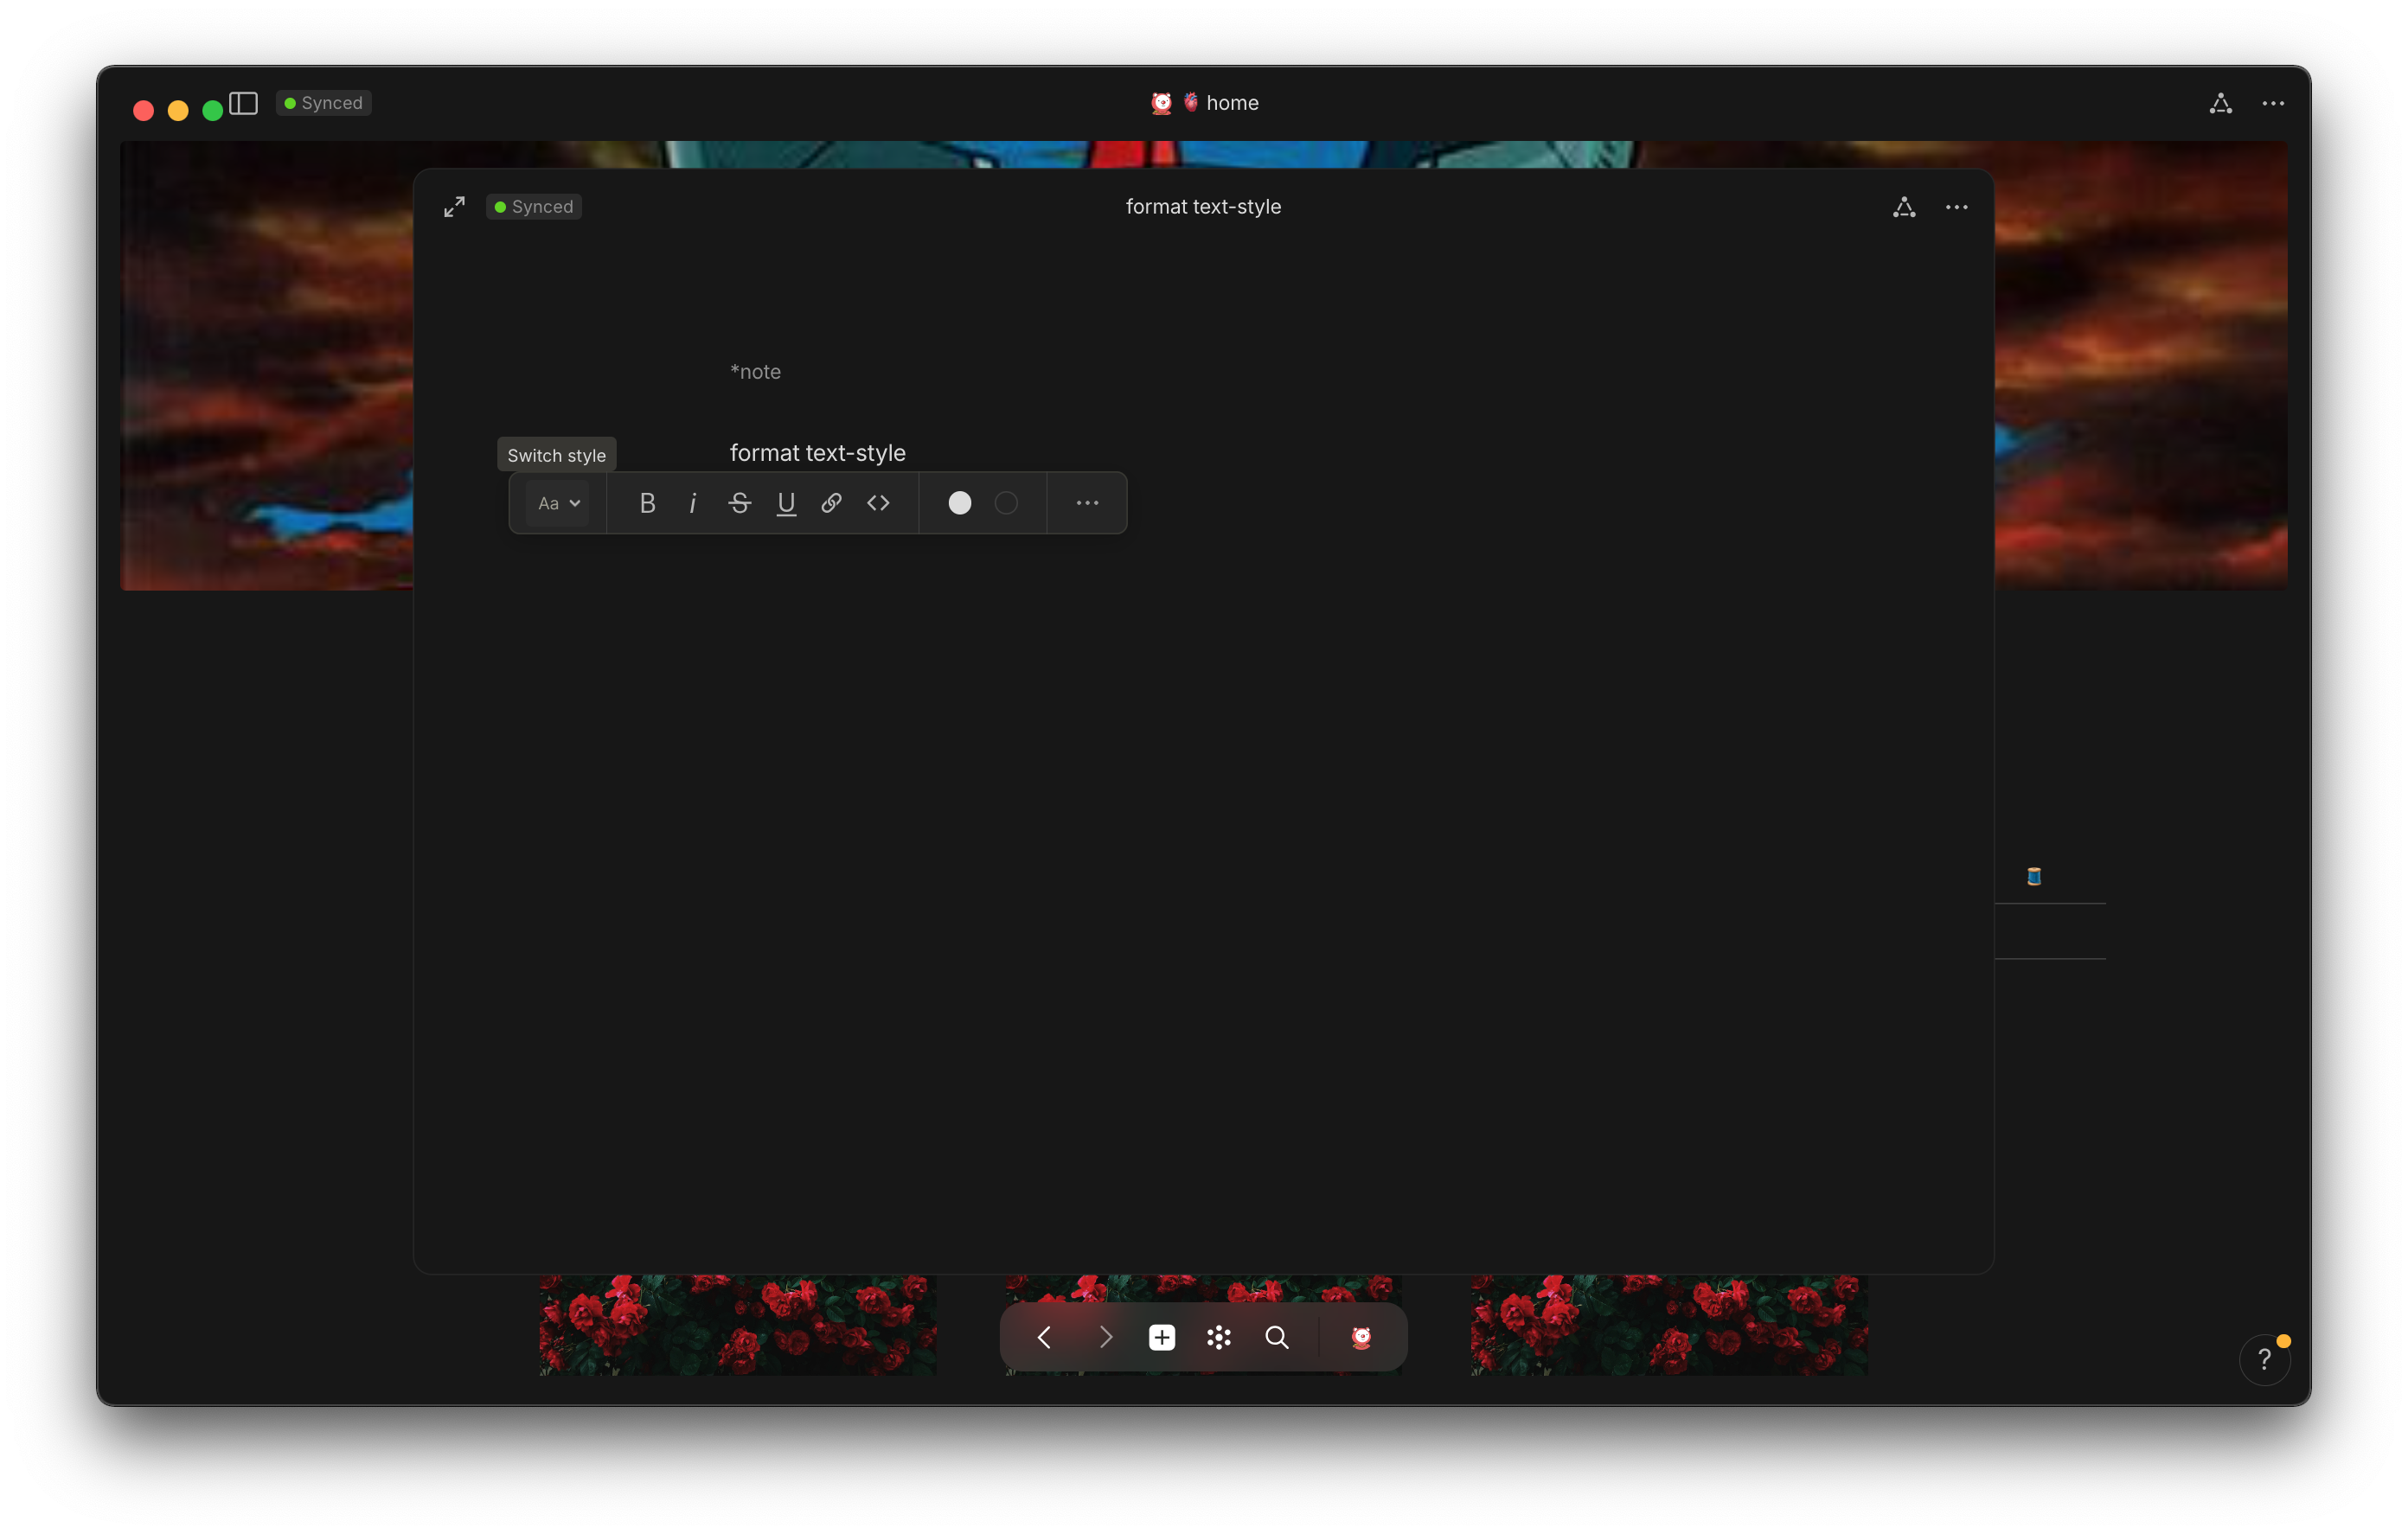 Synced
home
Synced
format text-style
*note
format text-style
Switch style
Aa
B i S U
?